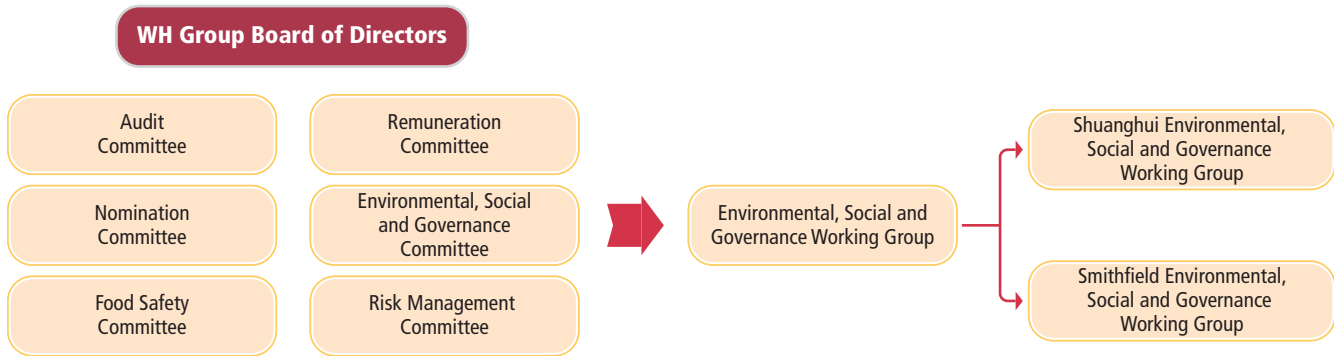 WH Group Board of Directors
Audit
Committee
Remuneration
Committee
Nomination
Committee
Environmental, Social
and Governance
Committee
Food Safety
Committee
Risk Management
Committee
Environmental, Social and
Governance Working Group
Shuanghui Environmental,
Social and Governance
Working Group
Smithfield Environmental,
Social and Governance
Working Group